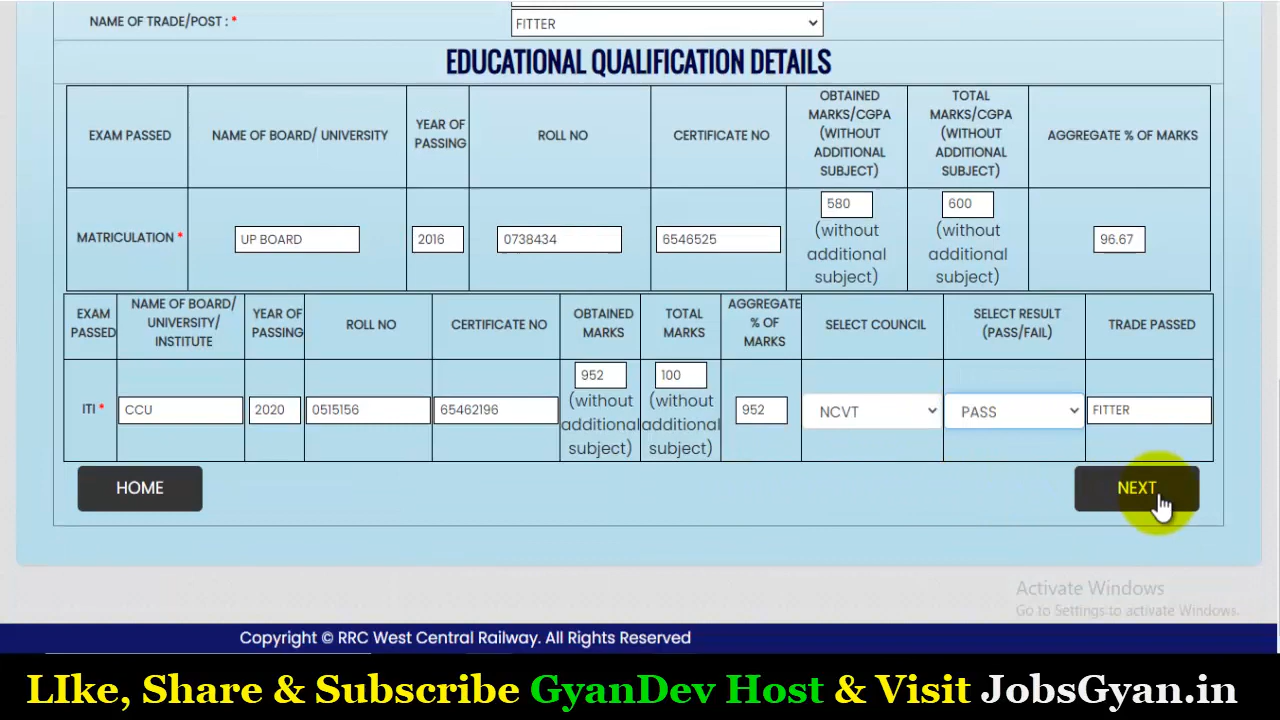 NAME OF TRADE/POST : *
FITTER
EDUCATIONAL QUALIFICATION DETAILS
EXAM PASSED
NAME OF BOARD/ UNIVERSITY
YEAR OF
PASSING
ROLL NO
CERTIFICATE NO
OBTAINED
MARKS/CGPA
(WITHOUT
ADDITIONAL
SUBJECT)
TOTAL
MARKS/CGPA
(WITHOUT
ADDITIONAL
SUBJECT)
AGGREGATE % OF MARKS
MATRICULATION *
UP BOARD
2016
0738434
6546525
580
(without
additional
subject)
600
(without
additional
subject)
96.67
EXAM
PASSED
NAME OF BOARD/
UNIVERSITY/
INSTITUTE
YEAR OF
PASSING
ROLL NO
CERTIFICATE NO
OBTAINED
MARKS
TOTAL
MARKS
AGGREGATE
% OF
MARKS
SELECT COUNCIL
SELECT RESULT
(PASS/FAIL)
TRADE PASSED
ITI *
CCU
2020
0515156
65462196
952
(without
additional
subject)
100
(without
additional
subject)
952
NCVT
PASS
FITTER
HOME
NEXT
Activate Windows
Go to Settings to activate Windows.
Copyright © RRC West Central Railway. All Rights Reserved
LIke, Share & Subscribe GyanDev Host & Visit JobsGyan.in